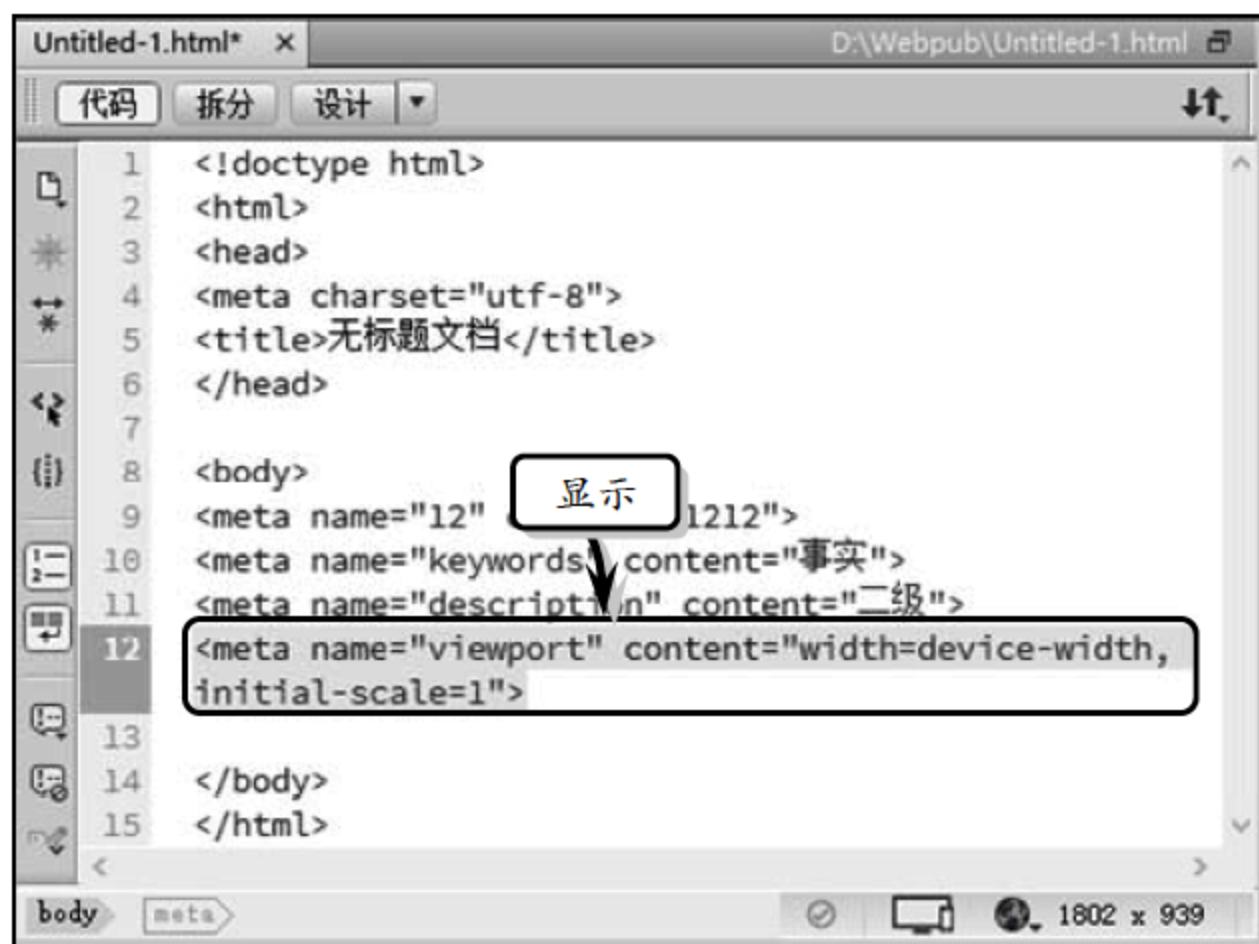 Untitled-1.html* × D:\Webpub\Untitled-1.html
代码 拆分 设计
1 <!doctype html>
2 <html>
3 <head>
4 <meta charset="utf-8">
5 <title>无标题文档</title>
6 </head>
7
8 <body>
显示
9 <meta name="12" 1212">
10 <meta name="keywords" content="事实">
11 <meta name="description" content="二级">
12 <meta name="viewport" content="width=device-width,
initial-scale=1">
13
14 </body>
15 </html>
body meta 1802 x 939